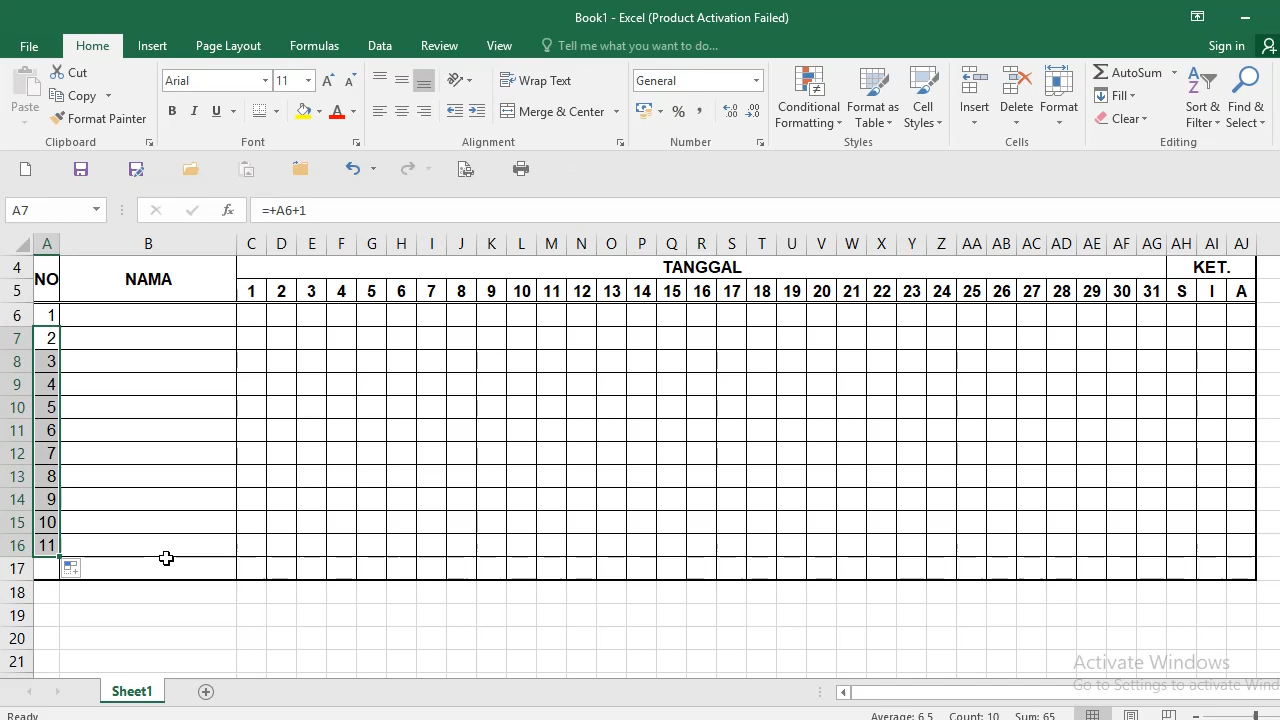 Book1 - Excel (Product Activation Failed)
File Home Insert Page Layout Formulas Data Review View Tell me what you want to do... Sign in
Paste Cut
Copy
Format Painter
Clipboard
Arial 11
B I U A
Font
Wrap Text
Merge & Center
Alignment
General
%
Number
Conditional Formatting
Format as Table
Cell Styles
Styles
Insert Delete Format
Cells
AutoSum
Fill
Clear
Sort & Filter
Find & Select
Editing
A7 fx =+A6+1
A B C D E F G H I J K L M N O P Q R S T U V W X Y Z AA AB AC AD AE AF AG AH AI AJ
4 NO NAMA TANGGAL KET.
5 1 2 3 4 5 6 7 8 9 10 11 12 13 14 15 16 17 18 19 20 21 22 23 24 25 26 27 28 29 30 31 S I A
6 1
7 2
8 3
9 4
10 5
11 6
12 7
13 8
14 9
15 10
16 11
17
18
19
20
21
Activate Windows
Go to Settings to activate Wind
Sheet1
Ready Average: 6.5 Count: 10 Sum: 65